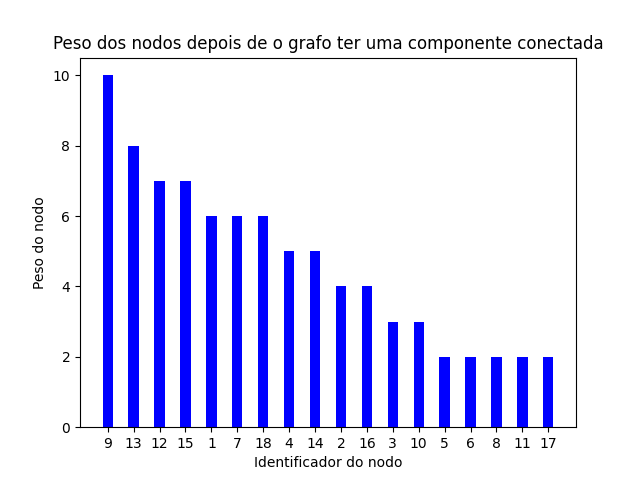 Peso dos nodos depois de o grafo ter uma componente conectada
10
8
6
4
2
0
Peso do nodo
9 13 12 15 1 7 18 4 14 2 16 3 10 5 6 8 11 17
Identificador do nodo